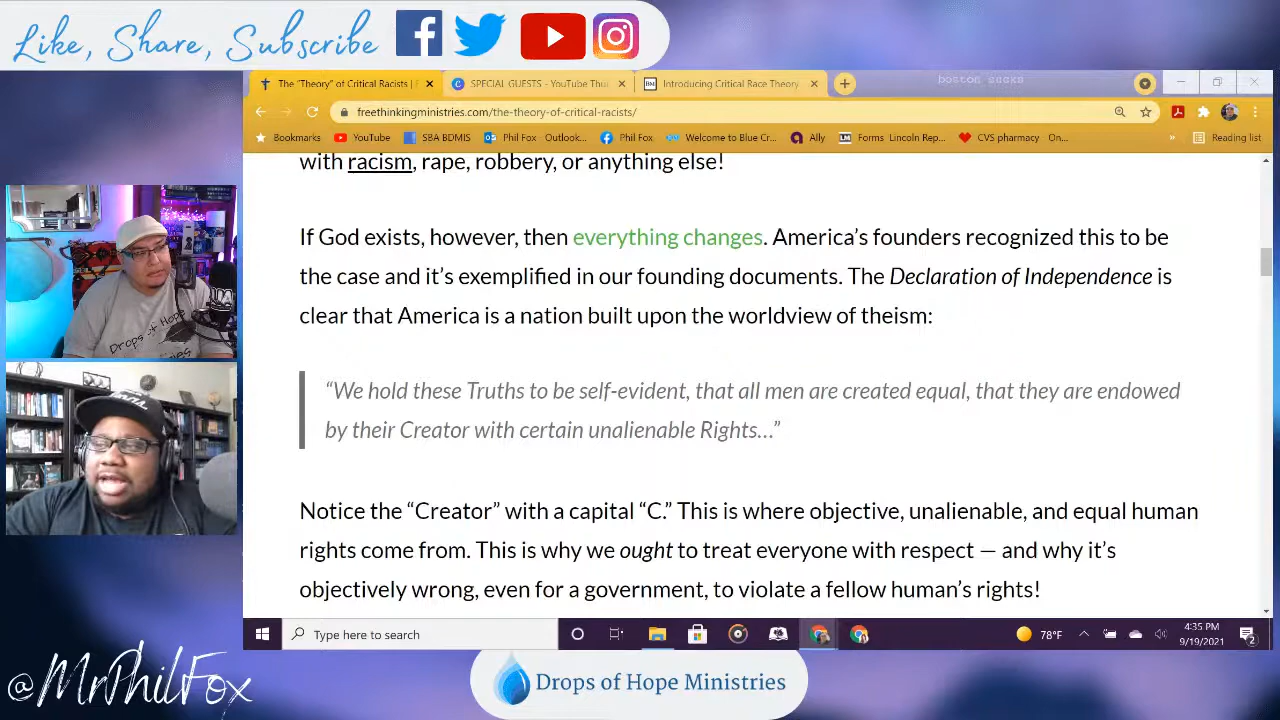 Like, Share, Subscribe
The "Theory" of Critical Racists |
SPECIAL GUESTS - YouTube Thu
Introducing Critical Race Theory
freethinkingministries.com/the-theory-of-critical-racists/
Bookmarks YouTube SBA BDMIS Phil Fox Outlook... Phil Fox Welcome to Blue Cr... Ally Forms Lincoln Rep... CVS pharmacy On... » Reading list
with racism, rape, robbery, or anything else!
If God exists, however, then everything changes. America's founders recognized this to be
the case and it's exemplified in our founding documents. The Declaration of Independence is
clear that America is a nation built upon the worldview of theism:
"We hold these Truths to be self-evident, that all men are created equal, that they are endowed
by their Creator with certain unalienable Rights…"
Notice the "Creator" with a capital "C." This is where objective, unalienable, and equal human
rights come from. This is why we ought to treat everyone with respect — and why it's
objectively wrong, even for a government, to violate a fellow human's rights!
Drops of Hope
Type here to search
78°F
4:35 PM
9/19/2021
2
@MrPhilFox
Drops of Hope Ministries